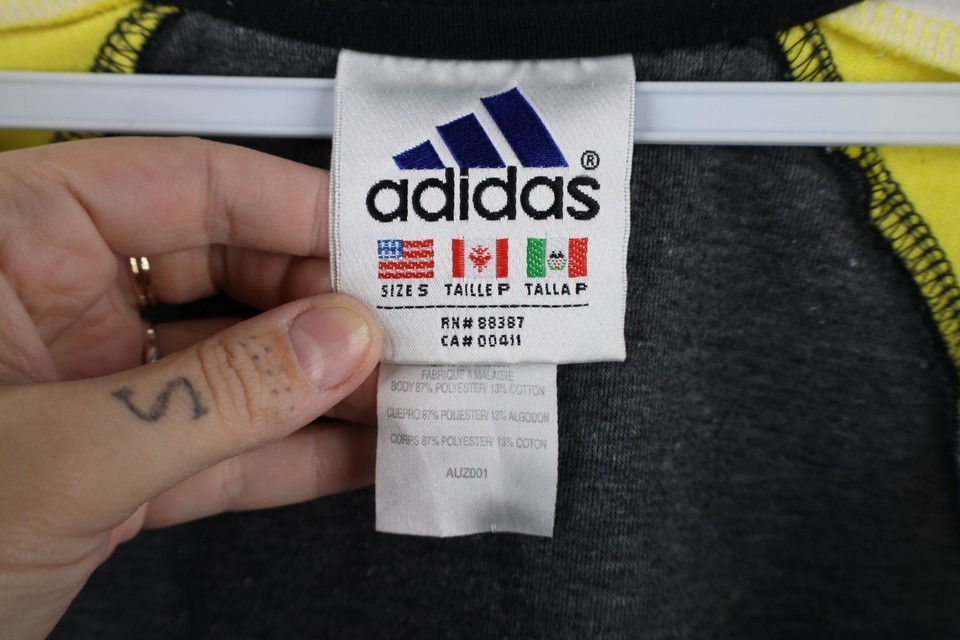 adidas®
SIZE S TAILLE P TALLA P
RN# 88387
CA# 00411
FABRIQUE A MALAISIE
BODY 87% POLYESTER/ 13% COTTON
CUEPRO 87% POLIESTER/ 13% ALGODON
CORPS 87% POLYESTER/ 13% COTON
AUZ001
S